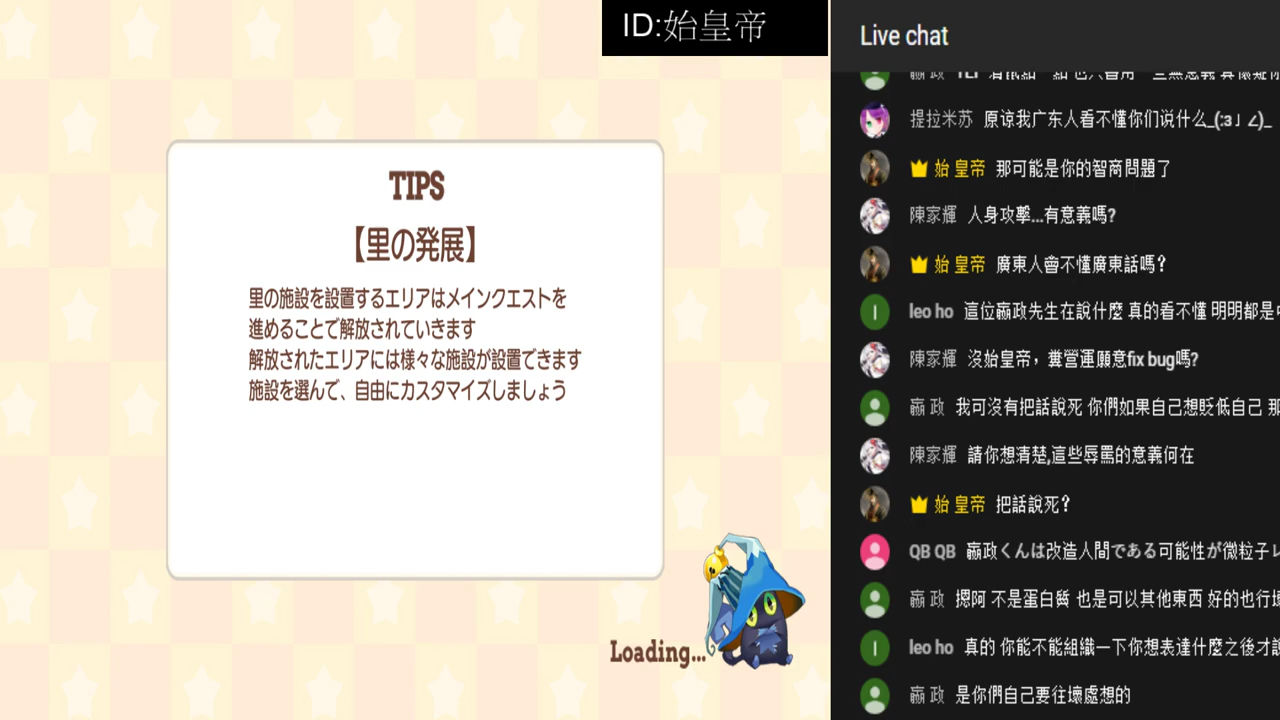 ID:始皇帝
TIPS
【里の発展】
里の施設を設置するエリアはメインクエストを
進めることで解放されていきます
解放されたエリアには様々な施設が設置できます
施設を選んで、自由にカスタマイズしましょう
Loading...
Live chat
提拉米苏 原谅我广东人看不懂你们说什么_(:з」∠)_
始 皇帝 那可能是你的智商問題了
陳家輝 人身攻擊...有意義嗎?
始 皇帝 廣東人會不懂廣東話嗎?
leo ho 這位嬴政先生在說什麼 真的看不懂 明明都是
陳家輝 沒始皇帝，糞營運願意fix bug嗎?
嬴 政 我可沒有把話說死 你們如果自己想貶低自己 那
陳家輝 請你想清楚,這些辱罵的意義何在
始 皇帝 把話說死?
QB QB 嬴政くんは改造人間である可能性が微粒子レ
嬴 政 摁阿 不是蛋白質 也是可以其他東西 好的也行壞
leo ho 真的 你能不能組織一下你想表達什麼之後才說
嬴 政 是你們自己要往壞處想的